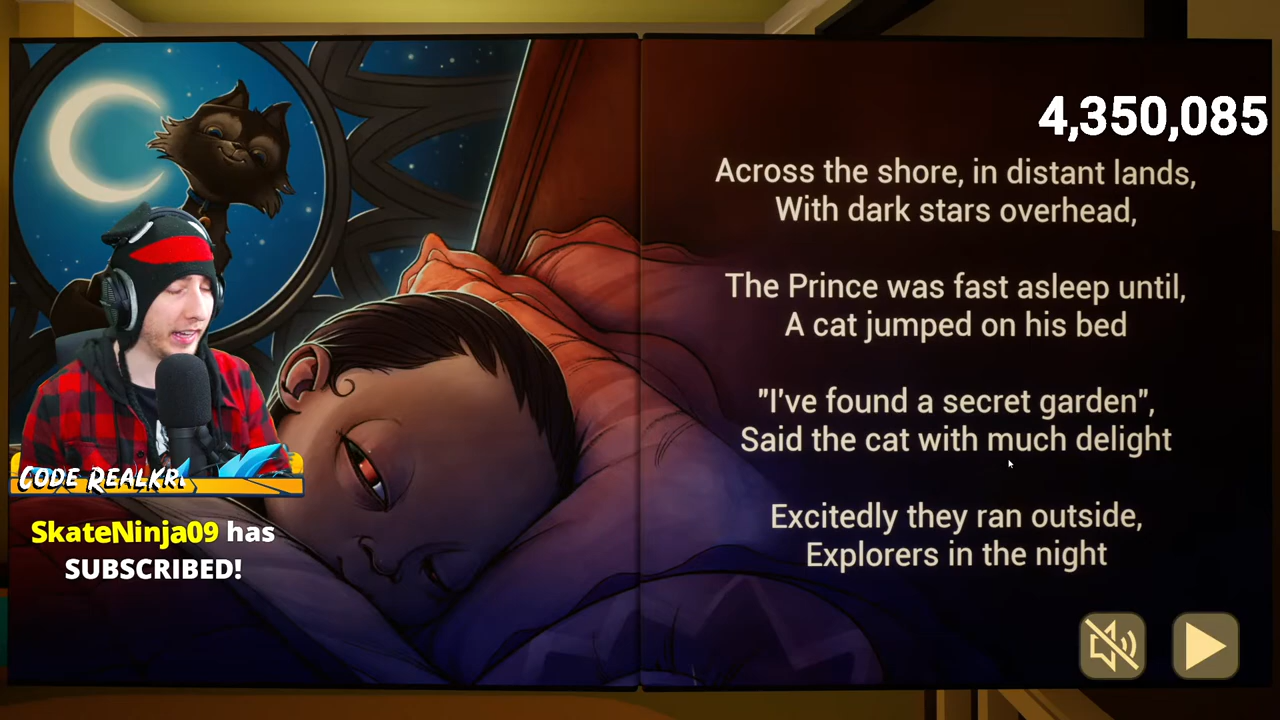 4,350,085
Across the shore, in distant lands,
With dark stars overhead,
The Prince was fast asleep until,
A cat jumped on his bed
"I've found a secret garden",
Said the cat with much delight
Excitedly they ran outside,
Explorers in the night
CODE REALKR
SkateNinja09 has
SUBSCRIBED!